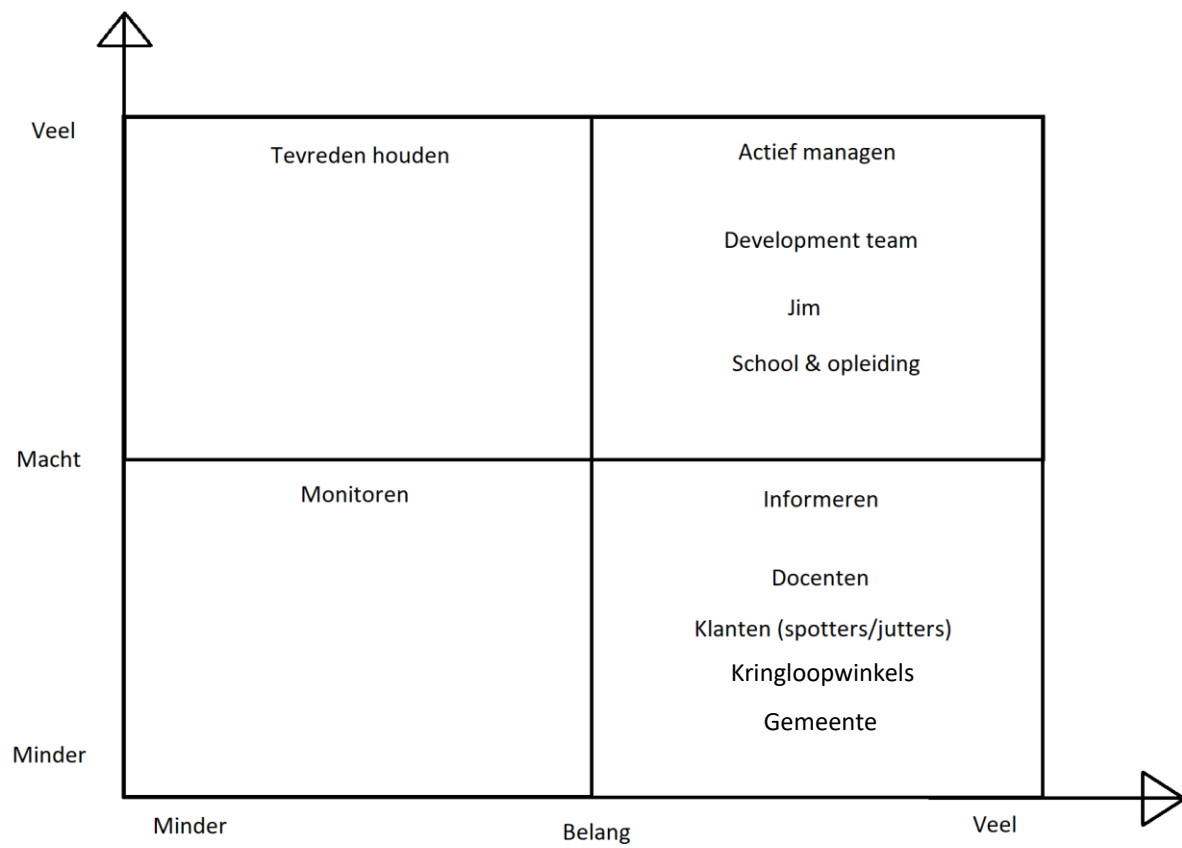 Veel
Tevreden houden
Actief managen
Development team
Jim
School & opleiding
Macht
Monitoren
Informeren
Docenten
Klanten (spotters/jutters)
Kringloopwinkels
Gemeente
Minder
Minder
Belang
Veel